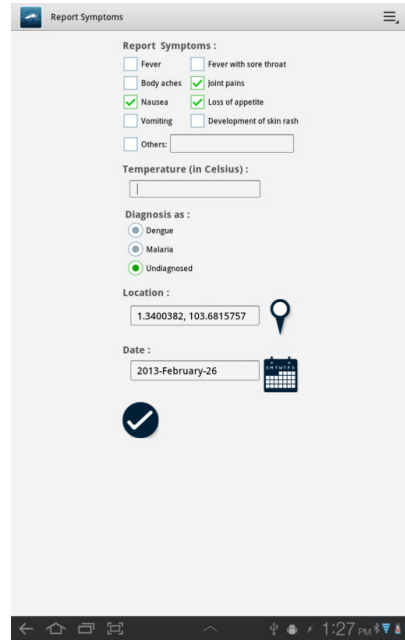 Report Symptoms
Report Symptoms :
Fever Fever with sore throat
Body aches Joint pains
Nausea Loss of appetite
Vomiting Development of skin rash
Others:
Temperature (in Celsius) :
Diagnosis as :
Dengue
Malaria
Undiagnosed
Location :
1.3400382, 103.6815757
Date :
2013-February-26
S M T W T F S
1:27 PM